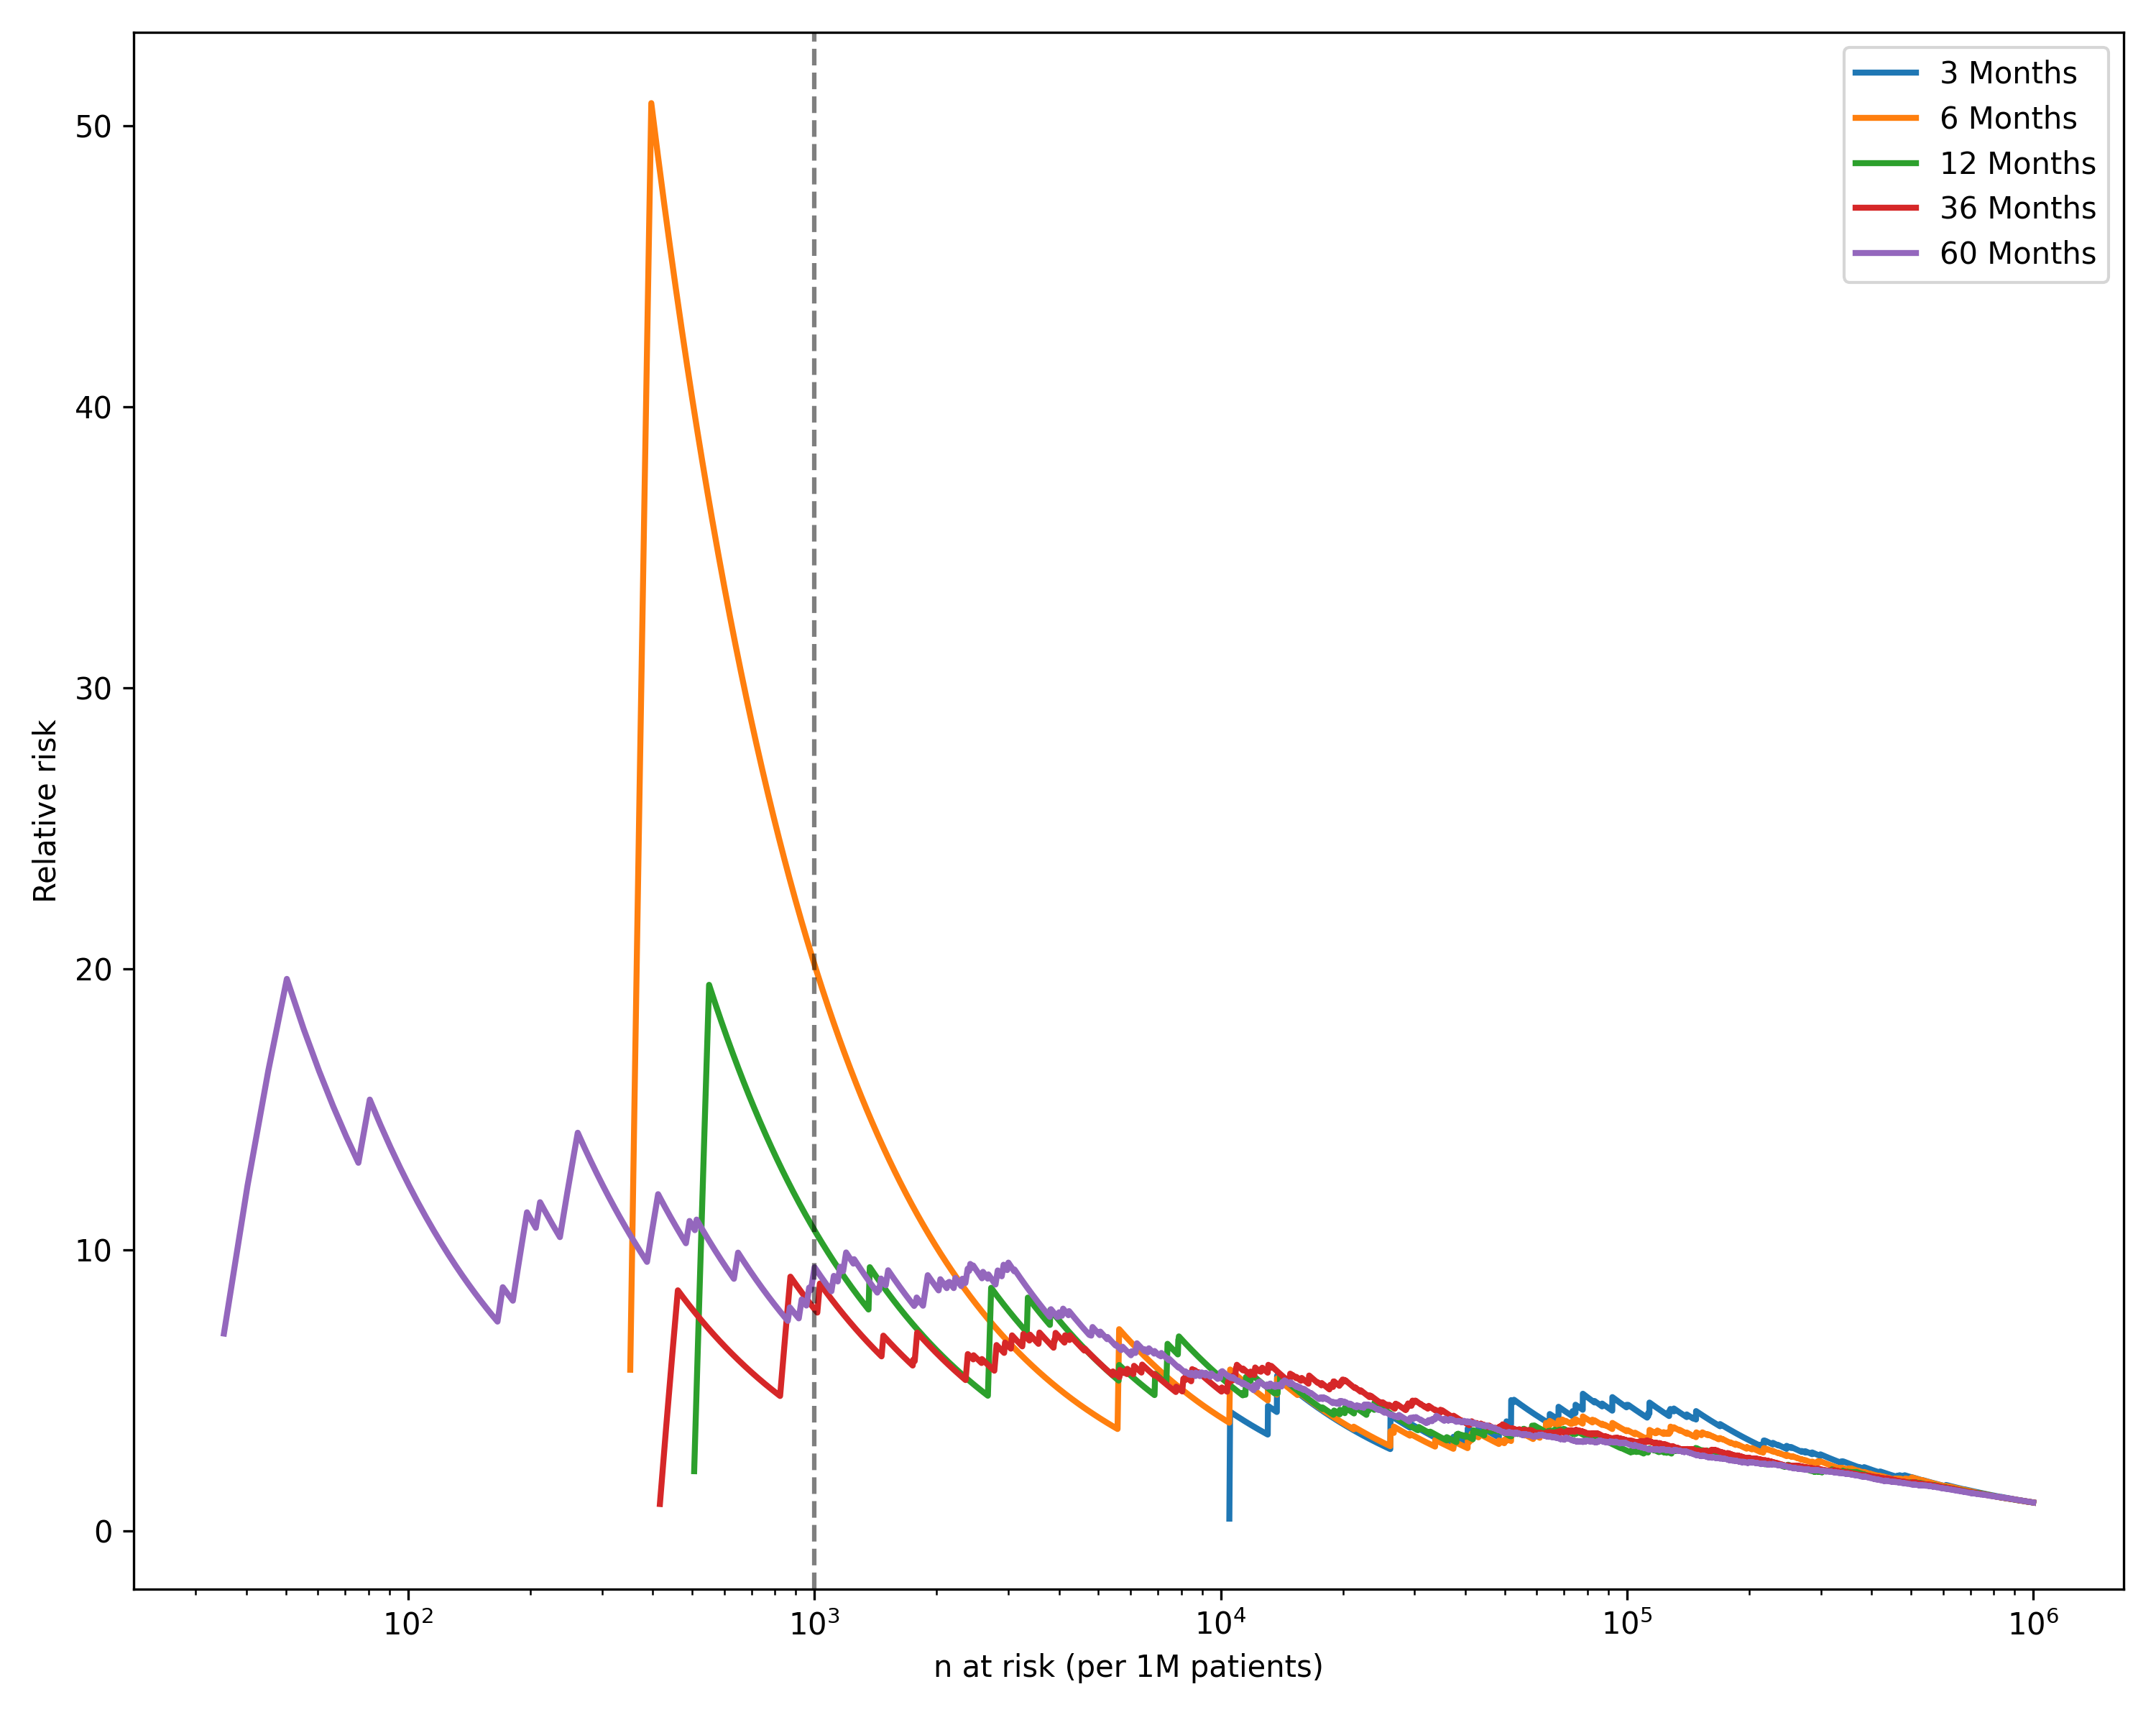 3 Months
6 Months
12 Months
36 Months
60 Months
50
40
30
20
10
0
Relative risk
10²
10³
10⁴
10⁵
10⁶
n at risk (per 1M patients)